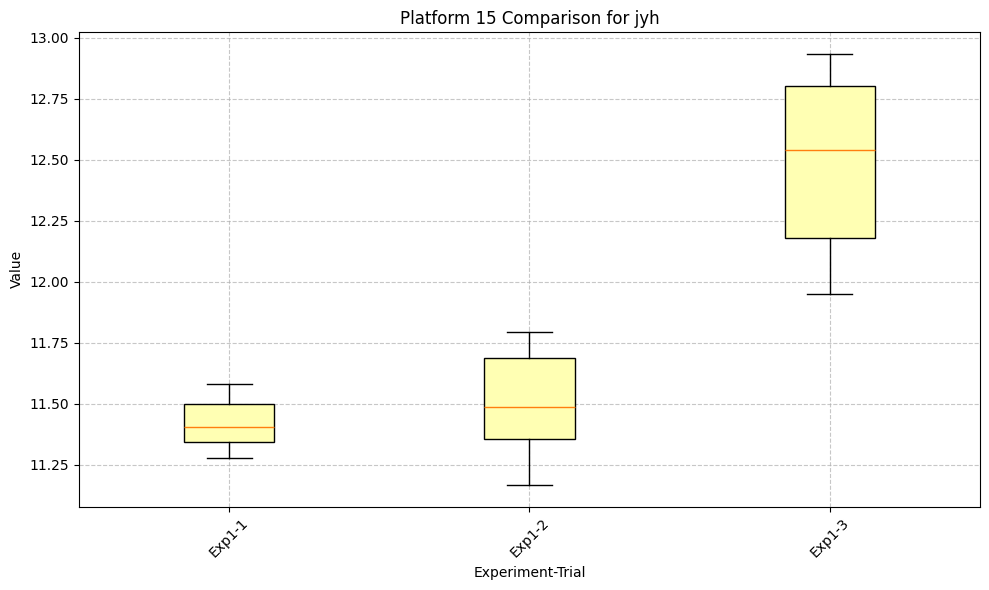 Platform 15 Comparison for jyh
Value
13.00
12.75
12.50
12.25
12.00
11.75
11.50
11.25
Exp1-1
Exp1-2
Exp1-3
Experiment-Trial